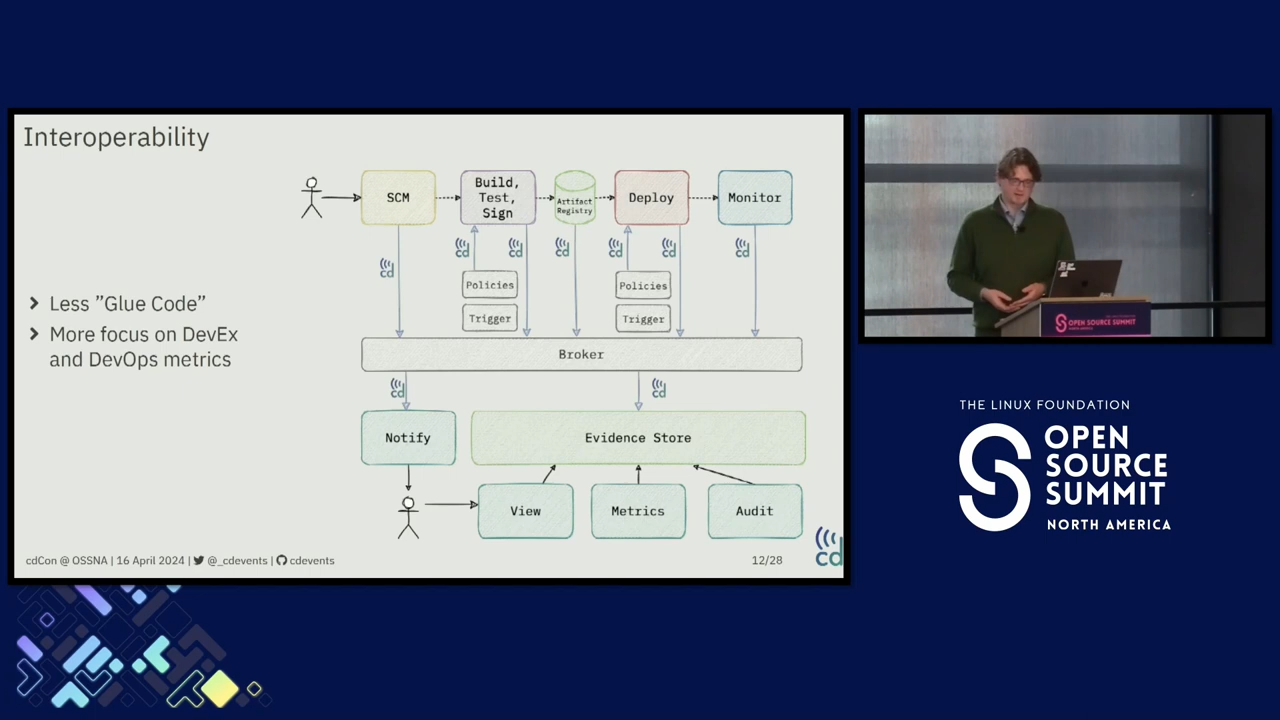 Interoperability
SCM
Build,
Test,
Sign
Artifact
Registry
Deploy
Monitor
cd
cd
cd
cd
cd
cd
cd
Policies
Trigger
Policies
Trigger
Less ”Glue Code”
More focus on DevEx
and DevOps metrics
Broker
cd
cd
Notify
Evidence Store
View
Metrics
Audit
cd
cdCon @ OSSNA | 16 April 2024 | @_cdevents | cdevents
12/28
OPEN SOURCE SUMMIT
THE LINUX FOUNDATION
OPEN
SOURCE
SUMMIT
NORTH AMERICA